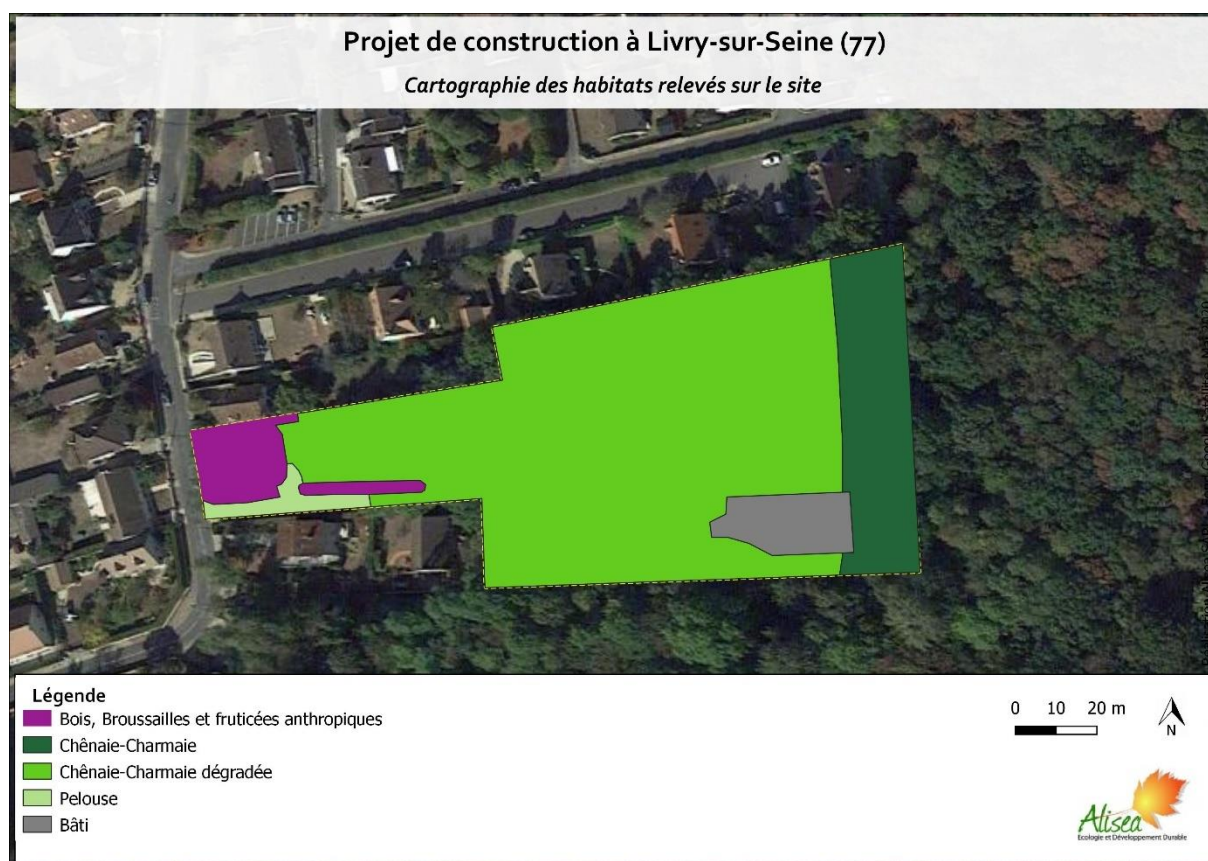 Projet de construction à Livry-sur-Seine (77)
Cartographie des habitats relevés sur le site
Légende
Bois, Broussailles et fruticées anthropiques
Chênaie-Charmaie
Chênaie-Charmaie dégradée
Pelouse
Bâti
0 10 20 m
N
Alisea
Ecologie et Développement Durable